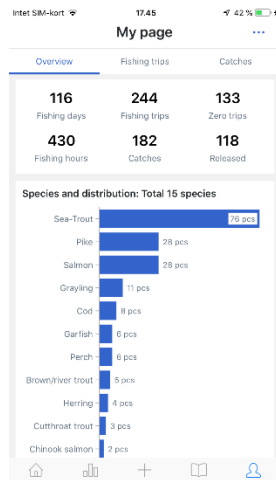 Intet SIM-kort 17.45 42 %
My page
Overview Fishing trips Catches
116 244 133
Fishing days Fishing trips Zero trips
430 182 118
Fishing hours Catches Released
Species and distribution: Total 15 species
Sea-Trout 76 pcs
Pike 28 pcs
Salmon 28 pcs
Grayling 11 pcs
Cod 8 pcs
Garfish 6 pcs
Perch 6 pcs
Brown/river trout 5 pcs
Herring 4 pcs
Cutthroat trout 3 pcs
Chinook salmon 2 pcs